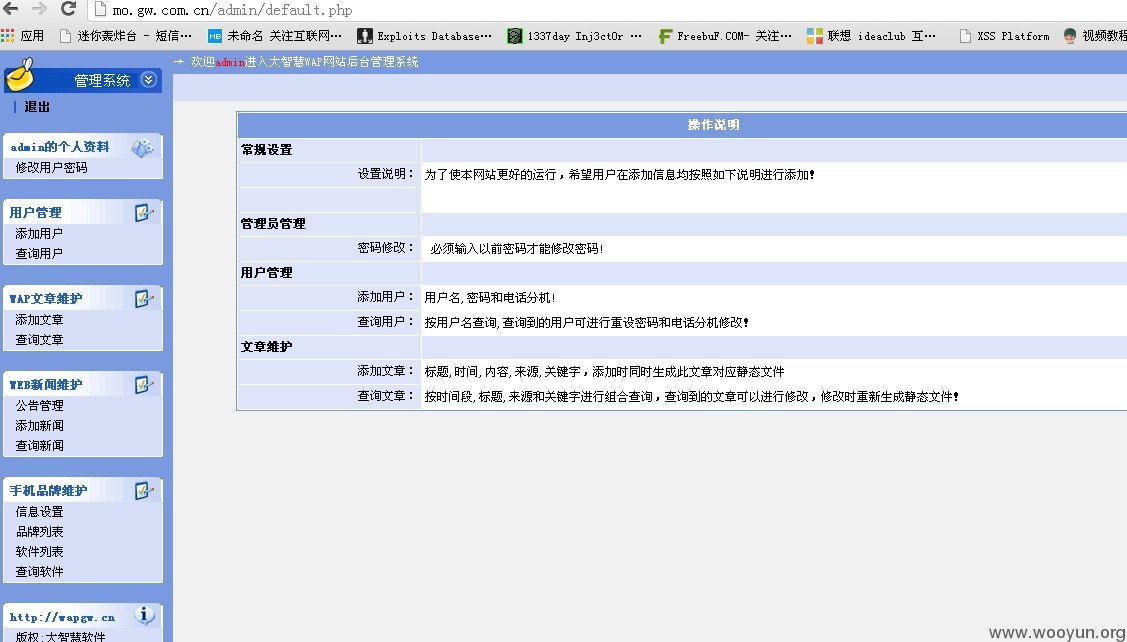 mo.gw.com.cn/admin/default.php
应用 迷你轰炸台 - 短信… MB 未命名 关注互联网… Exploits Database… 1337day Inj3ct0r … FreebuF.COM- 关注… 联想 ideaclub 互… XSS Platform 视频教程
管理系统
→ 欢迎admin进入大智慧WAP网站后台管理系统
| 退出
admin的个人资料
修改用户密码
用户管理
添加用户
查询用户
WAP文章维护
添加文章
查询文章
WEB新闻维护
公告管理
添加新闻
查询新闻
手机品牌维护
信息设置
品牌列表
软件列表
查询软件
http://wapgw.cn
版权:大智慧软件
操作说明
常规设置
设置说明： 为了使本网站更好的运行，希望用户在添加信息均按照如下说明进行添加！
管理员管理
密码修改： 必须输入以前密码才能修改密码!
用户管理
添加用户： 用户名,密码和电话分机!
查询用户： 按用户名查询,查询到的用户可进行重设密码和电话分机修改！
文章维护
添加文章： 标题,时间,内容,来源,关键字，添加时同时生成此文章对应静态文件
查询文章： 按时间段,标题,来源和关键字进行组合查询，查询到的文章可以进行修改，修改时重新生成静态文件！
www.wooyun.org